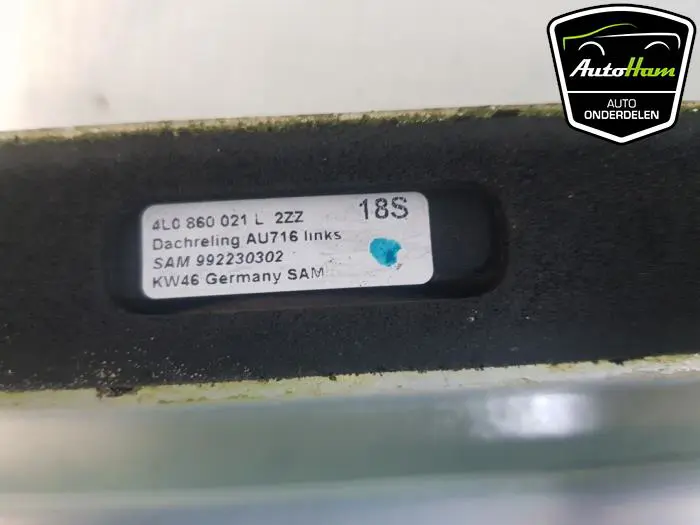 AutoHam
AUTO
ONDERDELEN
4L0 860 021 L 2ZZ 18S
Dachreling AU716 links
SAM 992230302
KW46 Germany SAM